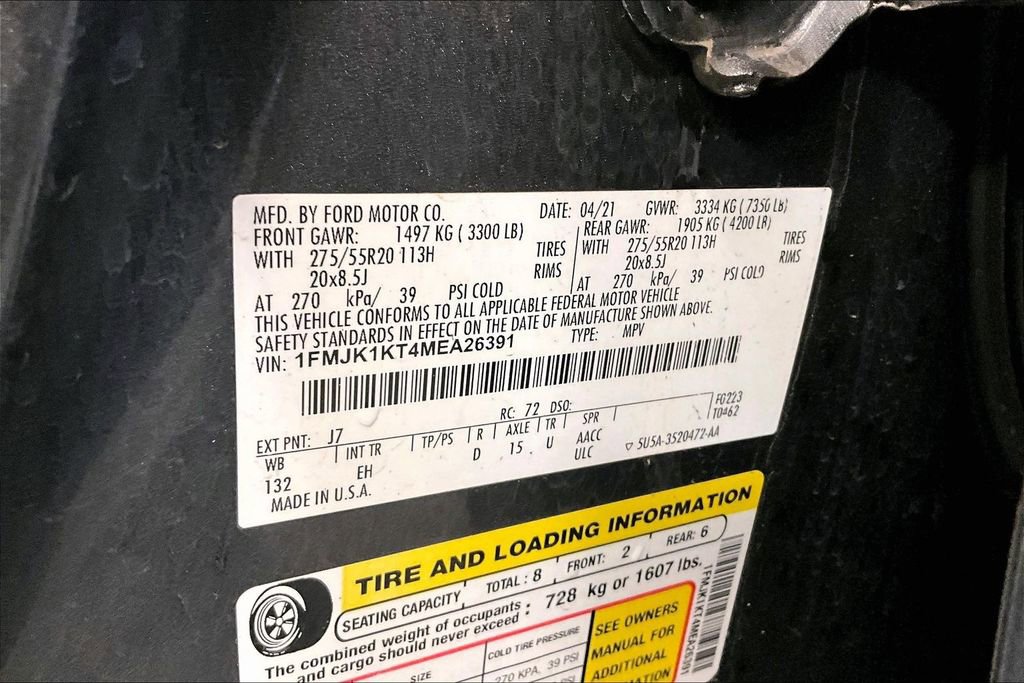 MFD. BY FORD MOTOR CO. DATE: 04/21 GVWR: 3334 KG ( 7350 LB)
FRONT GAWR: 1497 KG ( 3300 LB) REAR GAWR: 1905 KG ( 4200 LB)
WITH 275/55R20 113H TIRES WITH 275/55R20 113H TIRES
20x8.5J RIMS 20x8.5J RIMS
AT 270 kPa/ 39 PSI COLD AT 270 kPa/ 39 PSI COLD
THIS VEHICLE CONFORMS TO ALL APPLICABLE FEDERAL MOTOR VEHICLE
SAFETY STANDARDS IN EFFECT ON THE DATE OF MANUFACTURE SHOWN ABOVE.
VIN: 1FMJK1KT4MEA26391 TYPE: MPV
EXT PNT: J7 RC: 72 DSO: FG223
WB INT TR TP/PS R AXLE TR SPR T0462
132 EH D 15 U AACC
ULC ▽ 5U5A-3520472-AA
MADE IN U.S.A.
TIRE AND LOADING INFORMATION
SEATING CAPACITY TOTAL: 8 FRONT: 2 REAR: 6
The combined weight of occupants
and cargo should never exceed : 728 kg or 1607 lbs.
SIZE COLD TIRE PRESSURE SEE OWNERS
270 KPA, 39 PSI MANUAL FOR
ADDITIONAL
1FMJK1KT4MEA26391